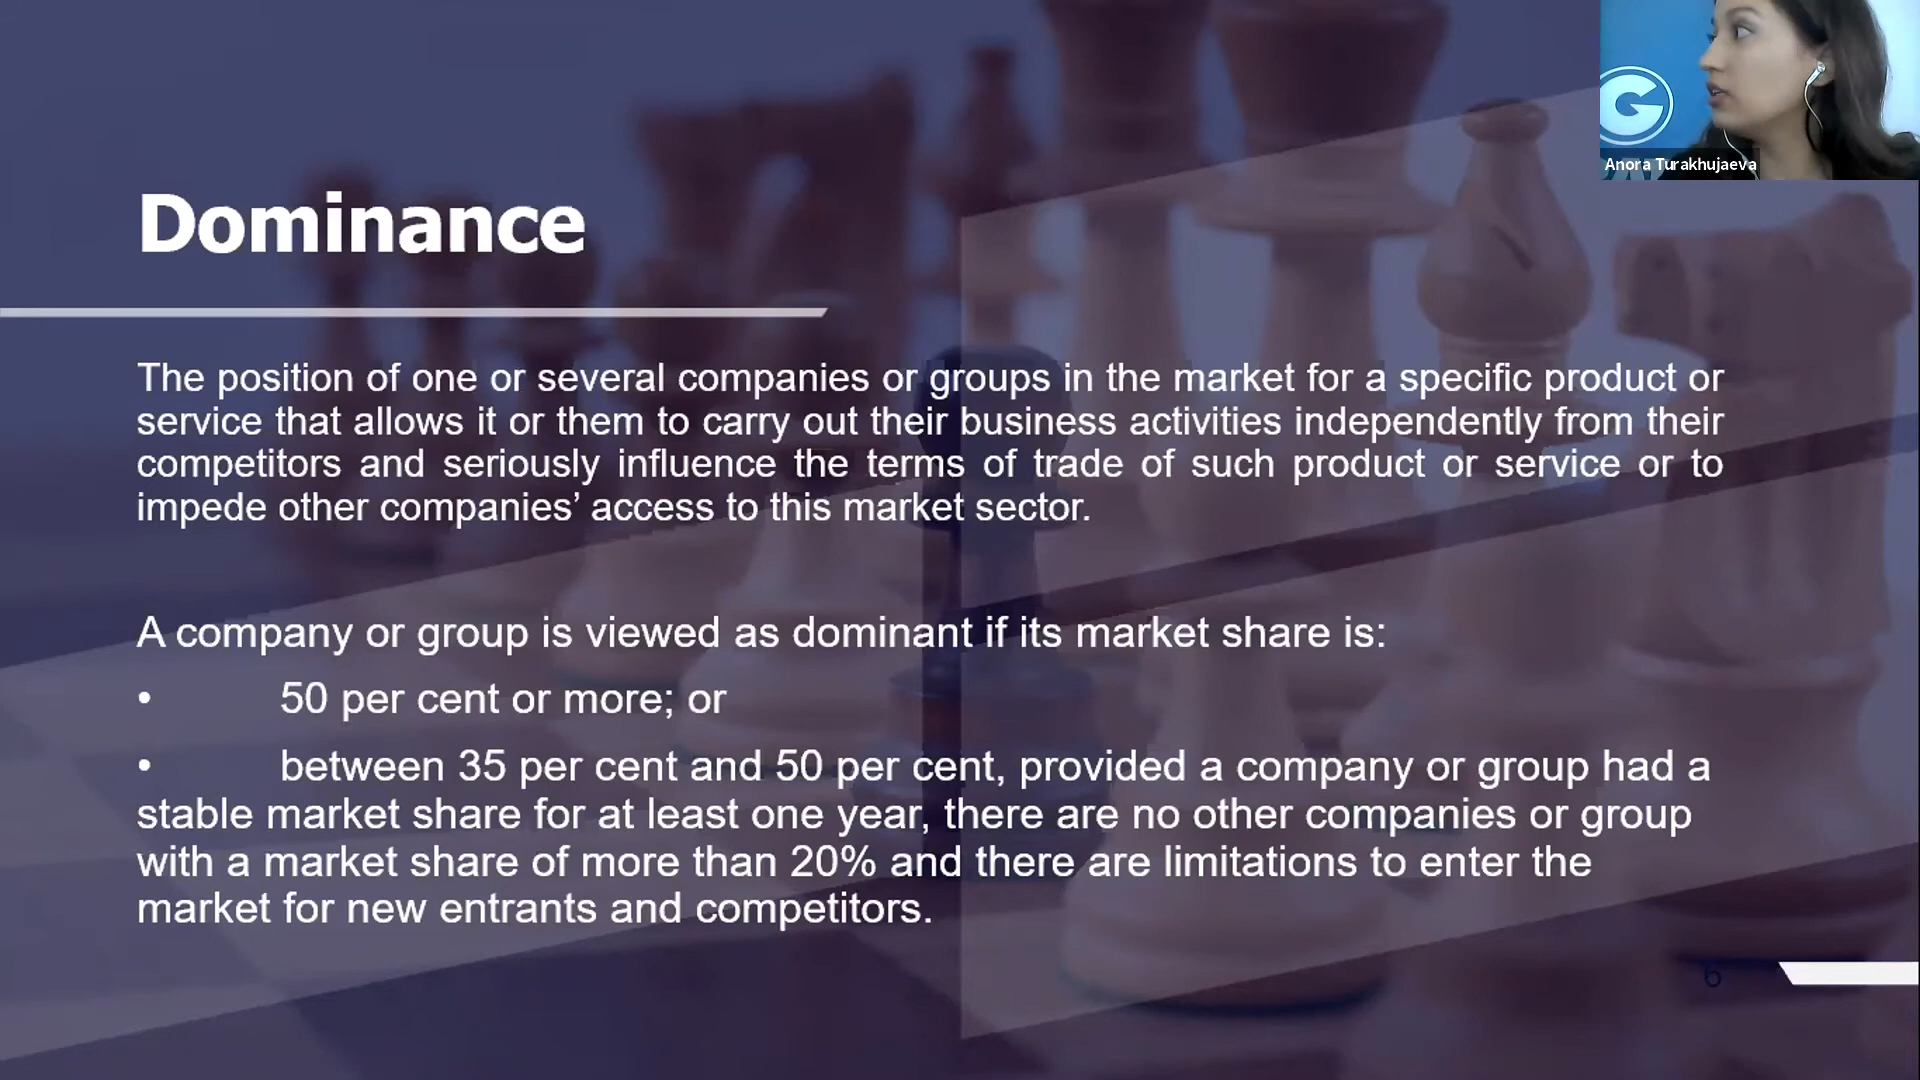 G
Anora Turakhujaeva
Dominance
The position of one or several companies or groups in the market for a specific product or
service that allows it or them to carry out their business activities independently from their
competitors and seriously influence the terms of trade of such product or service or to
impede other companies’ access to this market sector.
A company or group is viewed as dominant if its market share is:
• 50 per cent or more; or
• between 35 per cent and 50 per cent, provided a company or group had a
stable market share for at least one year, there are no other companies or group
with a market share of more than 20% and there are limitations to enter the
market for new entrants and competitors.
6